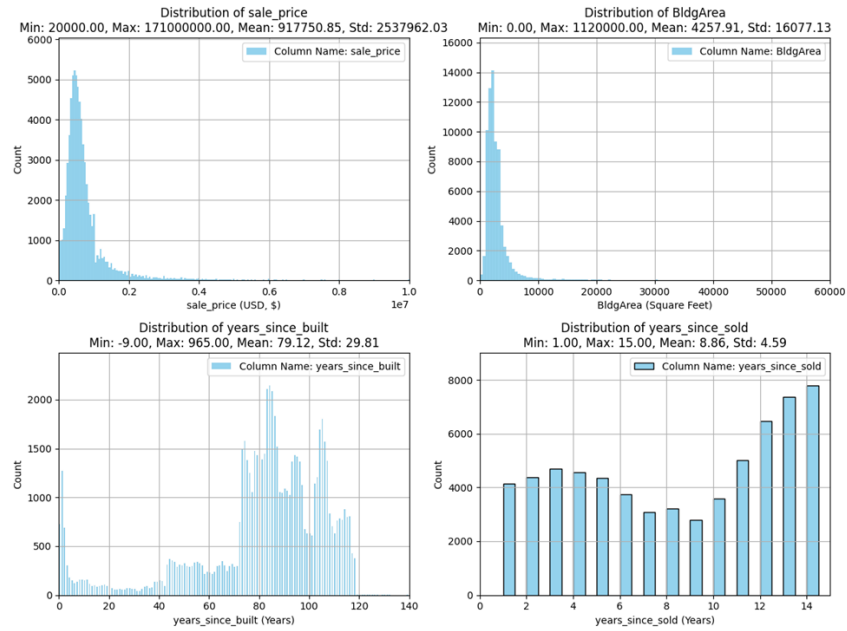 Distribution of sale_price
Min: 20000.00, Max: 171000000.00, Mean: 917750.85, Std: 2537962.03
Column Name: sale_price
6000
5000
4000
3000
2000
1000
0
Count
0.0 0.2 0.4 0.6 0.8 1.0
1e7
sale_price (USD, $)
Distribution of BldgArea
Min: 0.00, Max: 1120000.00, Mean: 4257.91, Std: 16077.13
Column Name: BldgArea
16000
14000
12000
10000
8000
6000
4000
2000
0
Count
0 10000 20000 30000 40000 50000 60000
BldgArea (Square Feet)
Distribution of years_since_built
Min: -9.00, Max: 965.00, Mean: 79.12, Std: 29.81
Column Name: years_since_built
2000
1500
1000
500
0
Count
0 20 40 60 80 100 120 140
years_since_built (Years)
Distribution of years_since_sold
Min: 1.00, Max: 15.00, Mean: 8.86, Std: 4.59
Column Name: years_since_sold
8000
6000
4000
2000
0
Count
0 2 4 6 8 10 12 14
years_since_sold (Years)